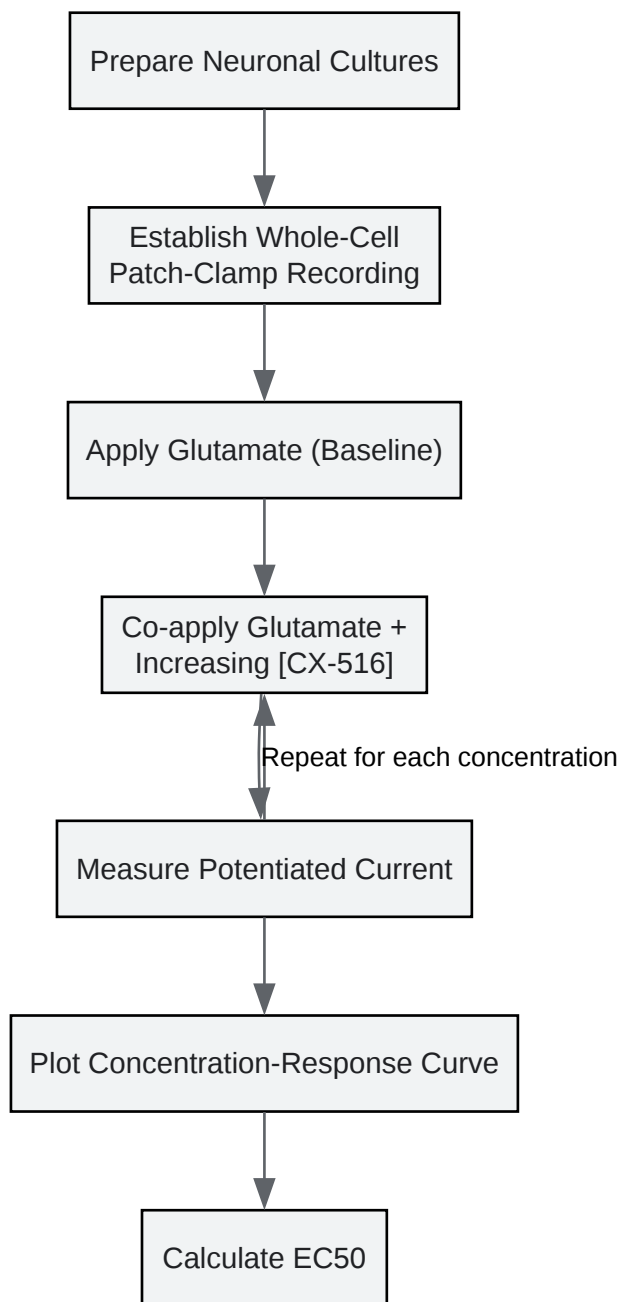 Prepare Neuronal Cultures
Establish Whole-Cell
Patch-Clamp Recording
Apply Glutamate (Baseline)
Co-apply Glutamate +
Increasing [CX-516]
Repeat for each concentration
Measure Potentiated Current
Plot Concentration-Response Curve
Calculate EC50